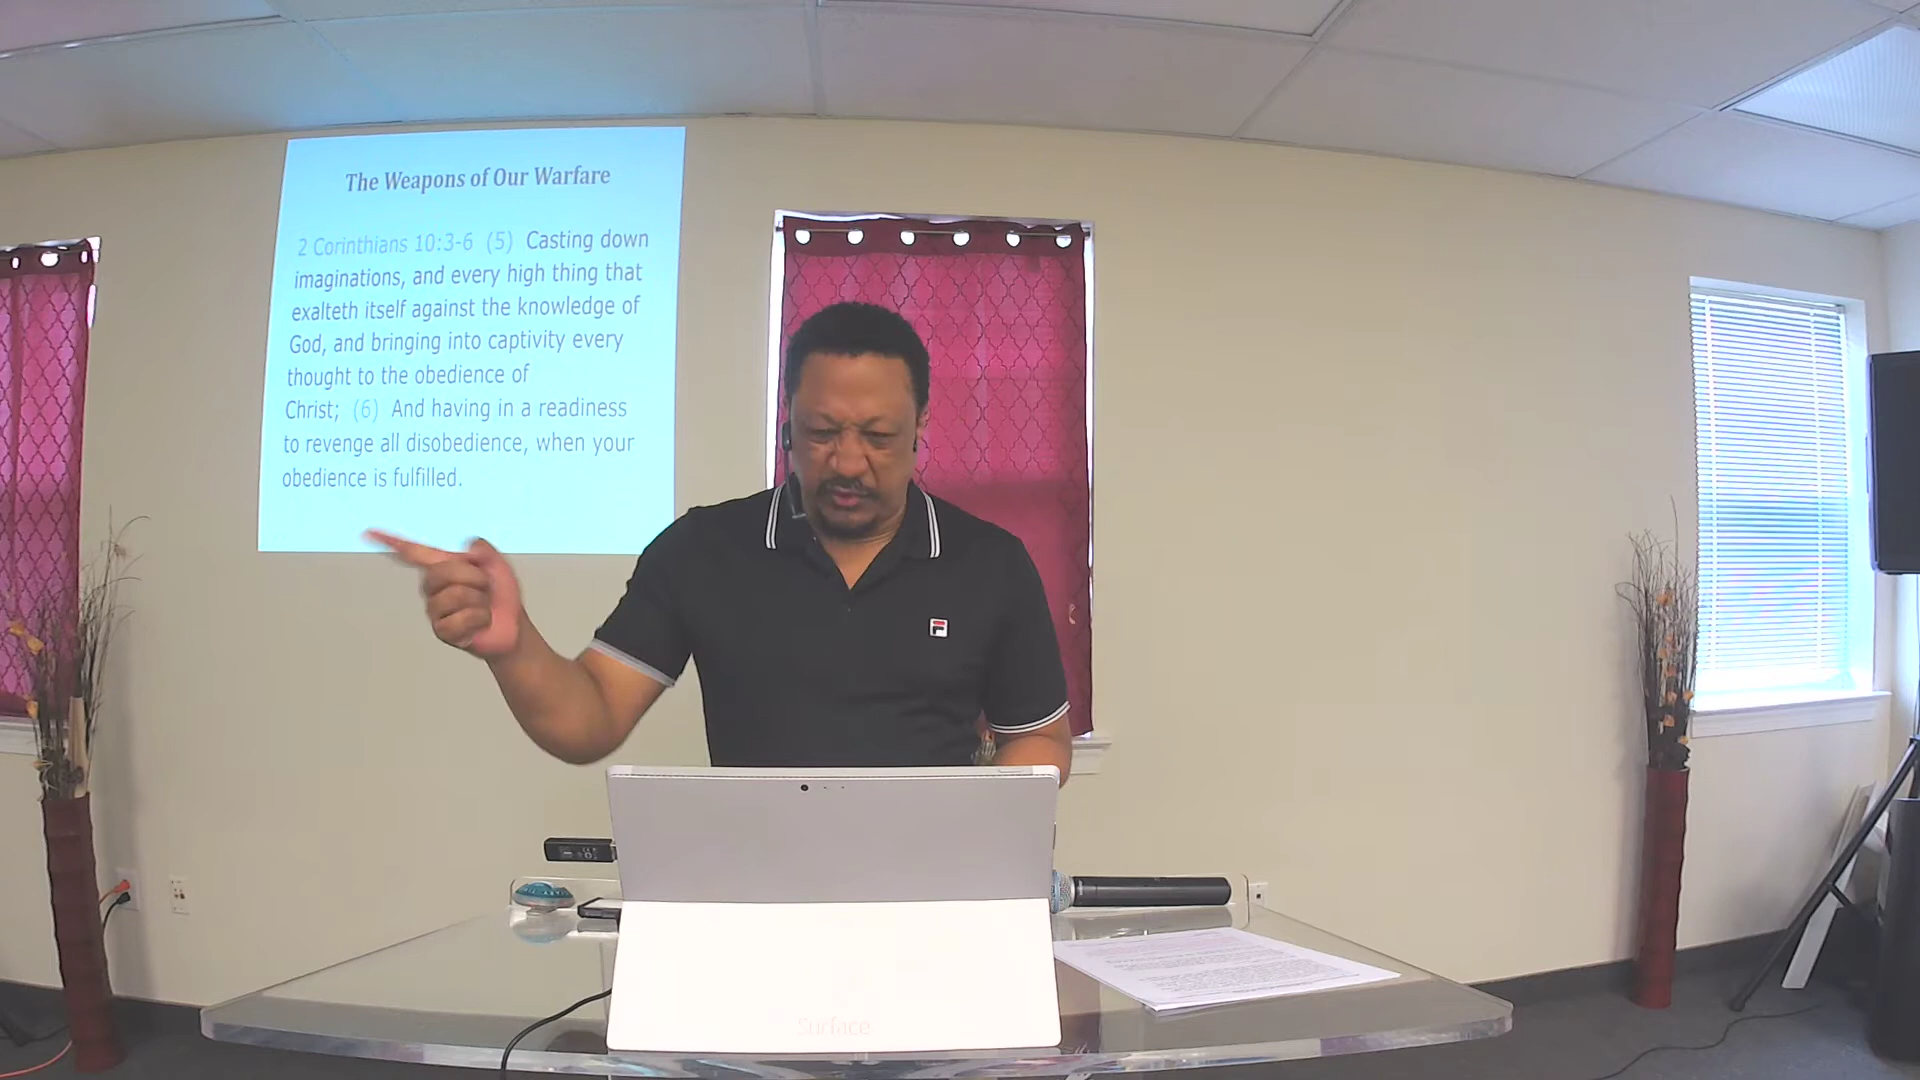 The Weapons of Our Warfare
2 Corinthians 10:3-6 (5) Casting down
imaginations, and every high thing that
exalteth itself against the knowledge of
God, and bringing into captivity every
thought to the obedience of
Christ; (6) And having in a readiness
to revenge all disobedience, when your
obedience is fulfilled.
Surface